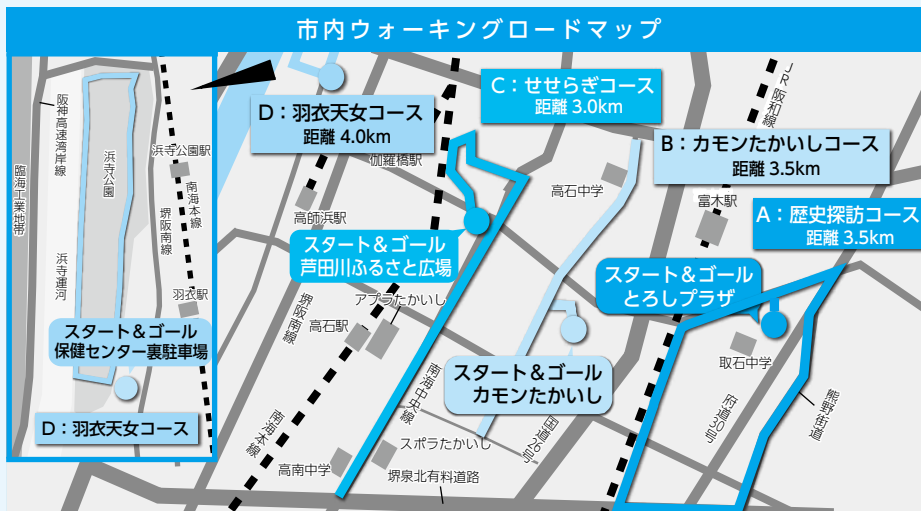 市内ウォーキングロードマップ
阪神高速湾岸線
臨海工業地帯
浜寺公園
浜寺公園駅
南海本線
堺阪南線
浜寺運河
羽衣駅
スタート＆ゴール
保健センター裏駐車場
D：羽衣天女コース
D：羽衣天女コース
距離 4.0km
C：せせらぎコース
距離 3.0km
JR阪和線
B：カモンたかいしコース
距離 3.5km
A：歴史探訪コース
距離 3.5km
伽羅橋駅
高石中学
富木駅
高師浜駅
スタート＆ゴール
芦田川ふるさと広場
スタート＆ゴール
とろしプラザ
アプラたかいし
堺阪南線
高石駅
取石中学
南海中央線
スタート＆ゴール
カモンたかいし
熊野街道
府道30号
国道26号
南海本線
スポラたかいし
高南中学
堺泉北有料道路